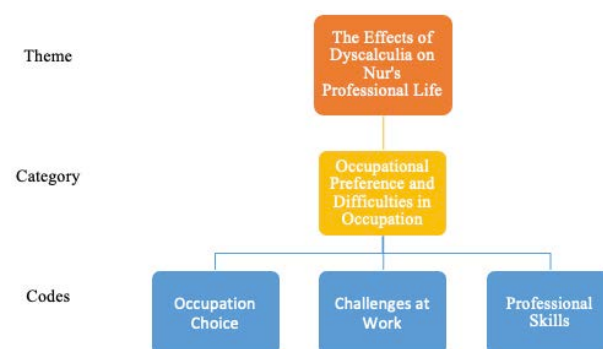 Theme
The Effects of
Dyscalculia on
Nur's
Professional Life
Category
Occupational
Preference and
Difficulties in
Occupation
Codes
Occupation
Choice
Challenges at
Work
Professional
Skills